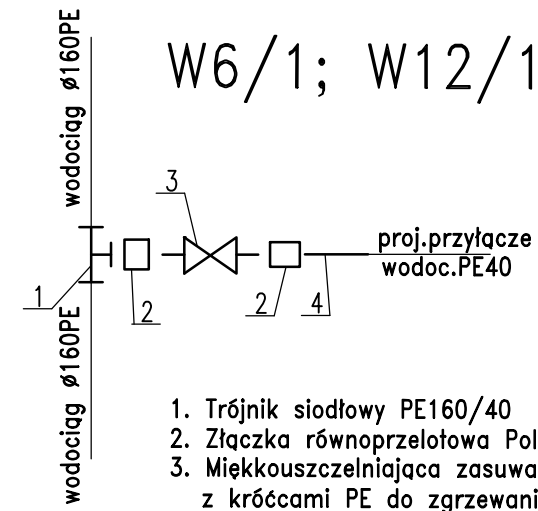 W6/1; W12/1
wodociąg ø160PE
3
proj.przyłącze
wodoc.PE40
1
2
2
4
wodociąg ø160PE
1. Trójnik siodłowy PE160/40
2. Złączka równoprzelotowa Pol
3. Miękkouszczelniająca zasuwa
z króćcami PE do zgrzewani